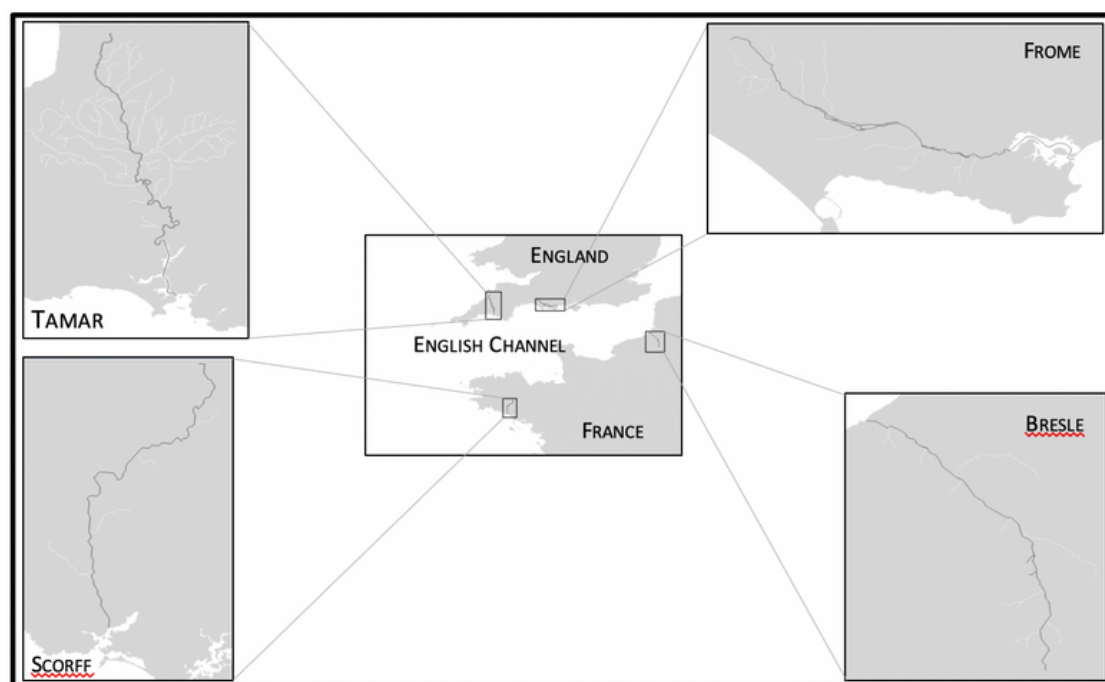 TAMAR
FROME
ENGLAND
ENGLISH CHANNEL
FRANCE
SCORFF
BRESLE